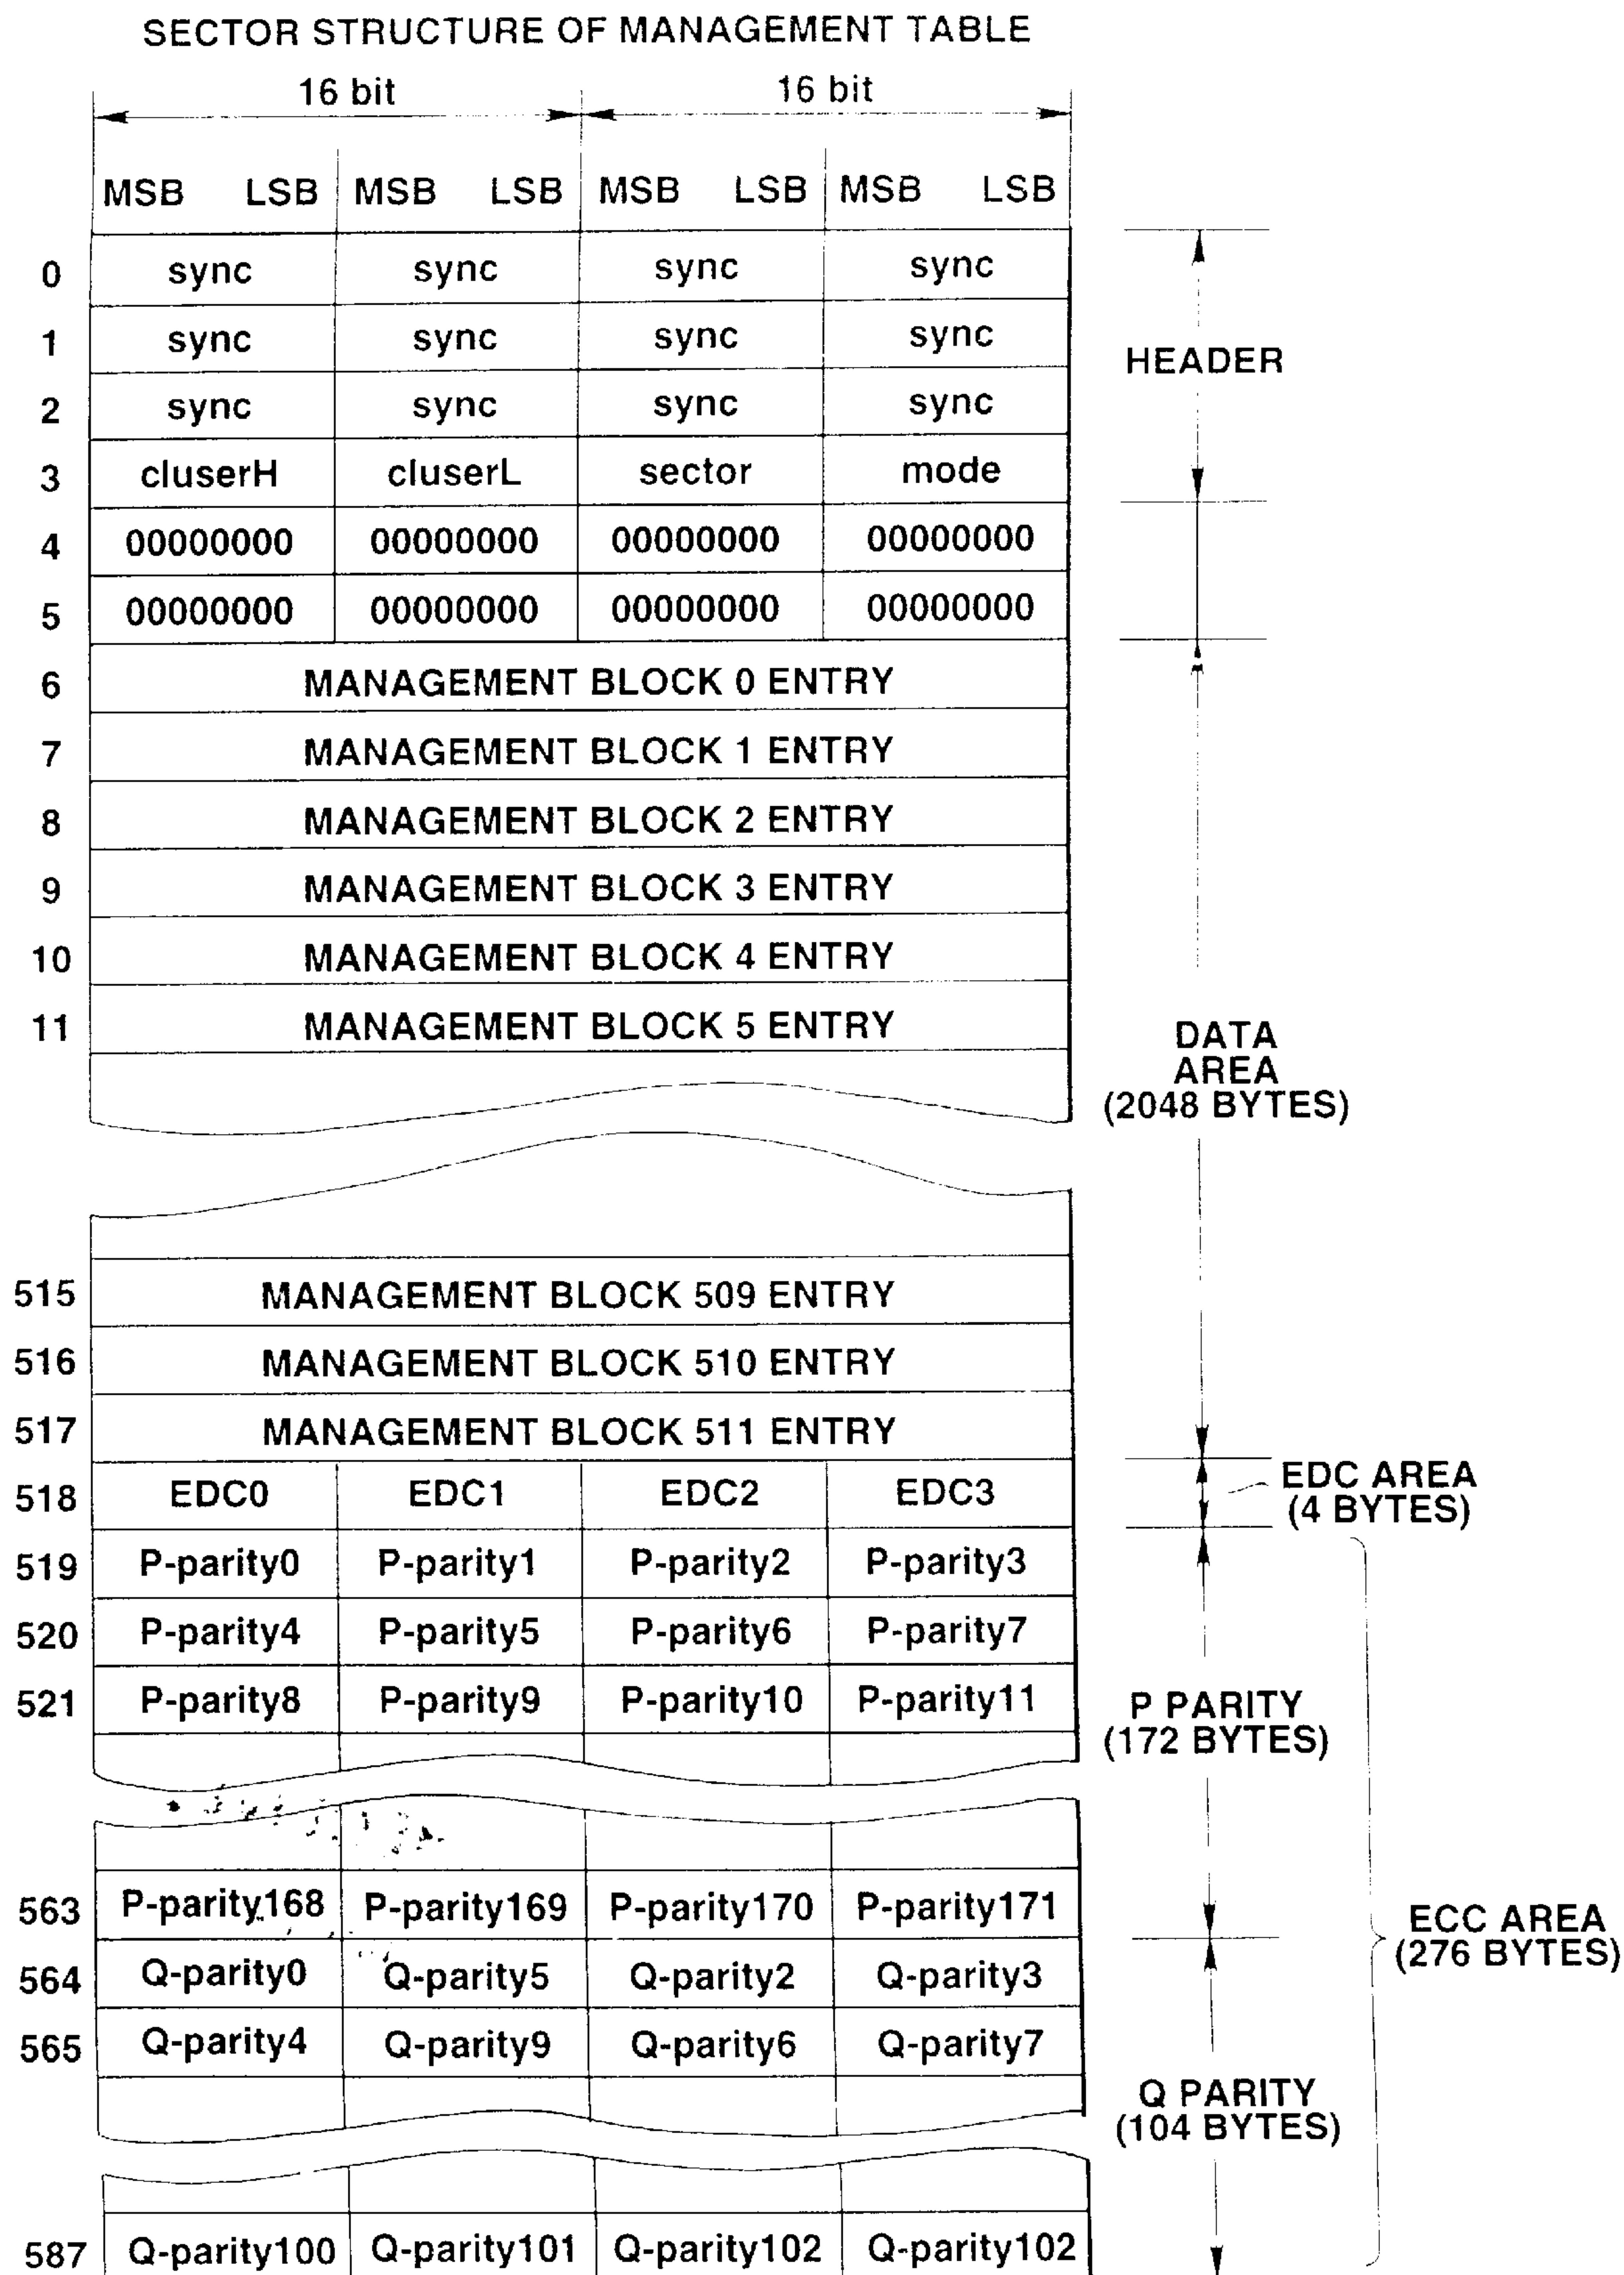 SECTOR STRUCTURE OF MANAGEMENT TABLE
16 bit 16 bit
MSB LSB MSB LSB MSB LSB MSB LSB
0 sync sync sync sync
1 sync sync sync sync
HEADER
2 sync sync sync sync
3 cluserH cluserL sector mode
4 00000000 00000000 00000000 00000000
5 00000000 00000000 00000000 00000000
6 MANAGEMENT BLOCK 0 ENTRY
7 MANAGEMENT BLOCK 1 ENTRY
8 MANAGEMENT BLOCK 2 ENTRY
9 MANAGEMENT BLOCK 3 ENTRY
10 MANAGEMENT BLOCK 4 ENTRY
11 MANAGEMENT BLOCK 5 ENTRY
DATA
AREA
(2048 BYTES)
515 MANAGEMENT BLOCK 509 ENTRY
516 MANAGEMENT BLOCK 510 ENTRY
517 MANAGEMENT BLOCK 511 ENTRY
518 EDC0 EDC1 EDC2 EDC3
EDC AREA
(4 BYTES)
519 P-parity0 P-parity1 P-parity2 P-parity3
520 P-parity4 P-parity5 P-parity6 P-parity7
521 P-parity8 P-parity9 P-parity10 P-parity11
P PARITY
(172 BYTES)
563 P-parity168 P-parity169 P-parity170 P-parity171
ECC AREA
(276 BYTES)
564 Q-parity0 Q-parity5 Q-parity2 Q-parity3
565 Q-parity4 Q-parity9 Q-parity6 Q-parity7
Q PARITY
(104 BYTES)
587 Q-parity100 Q-parity101 Q-parity102 Q-parity102